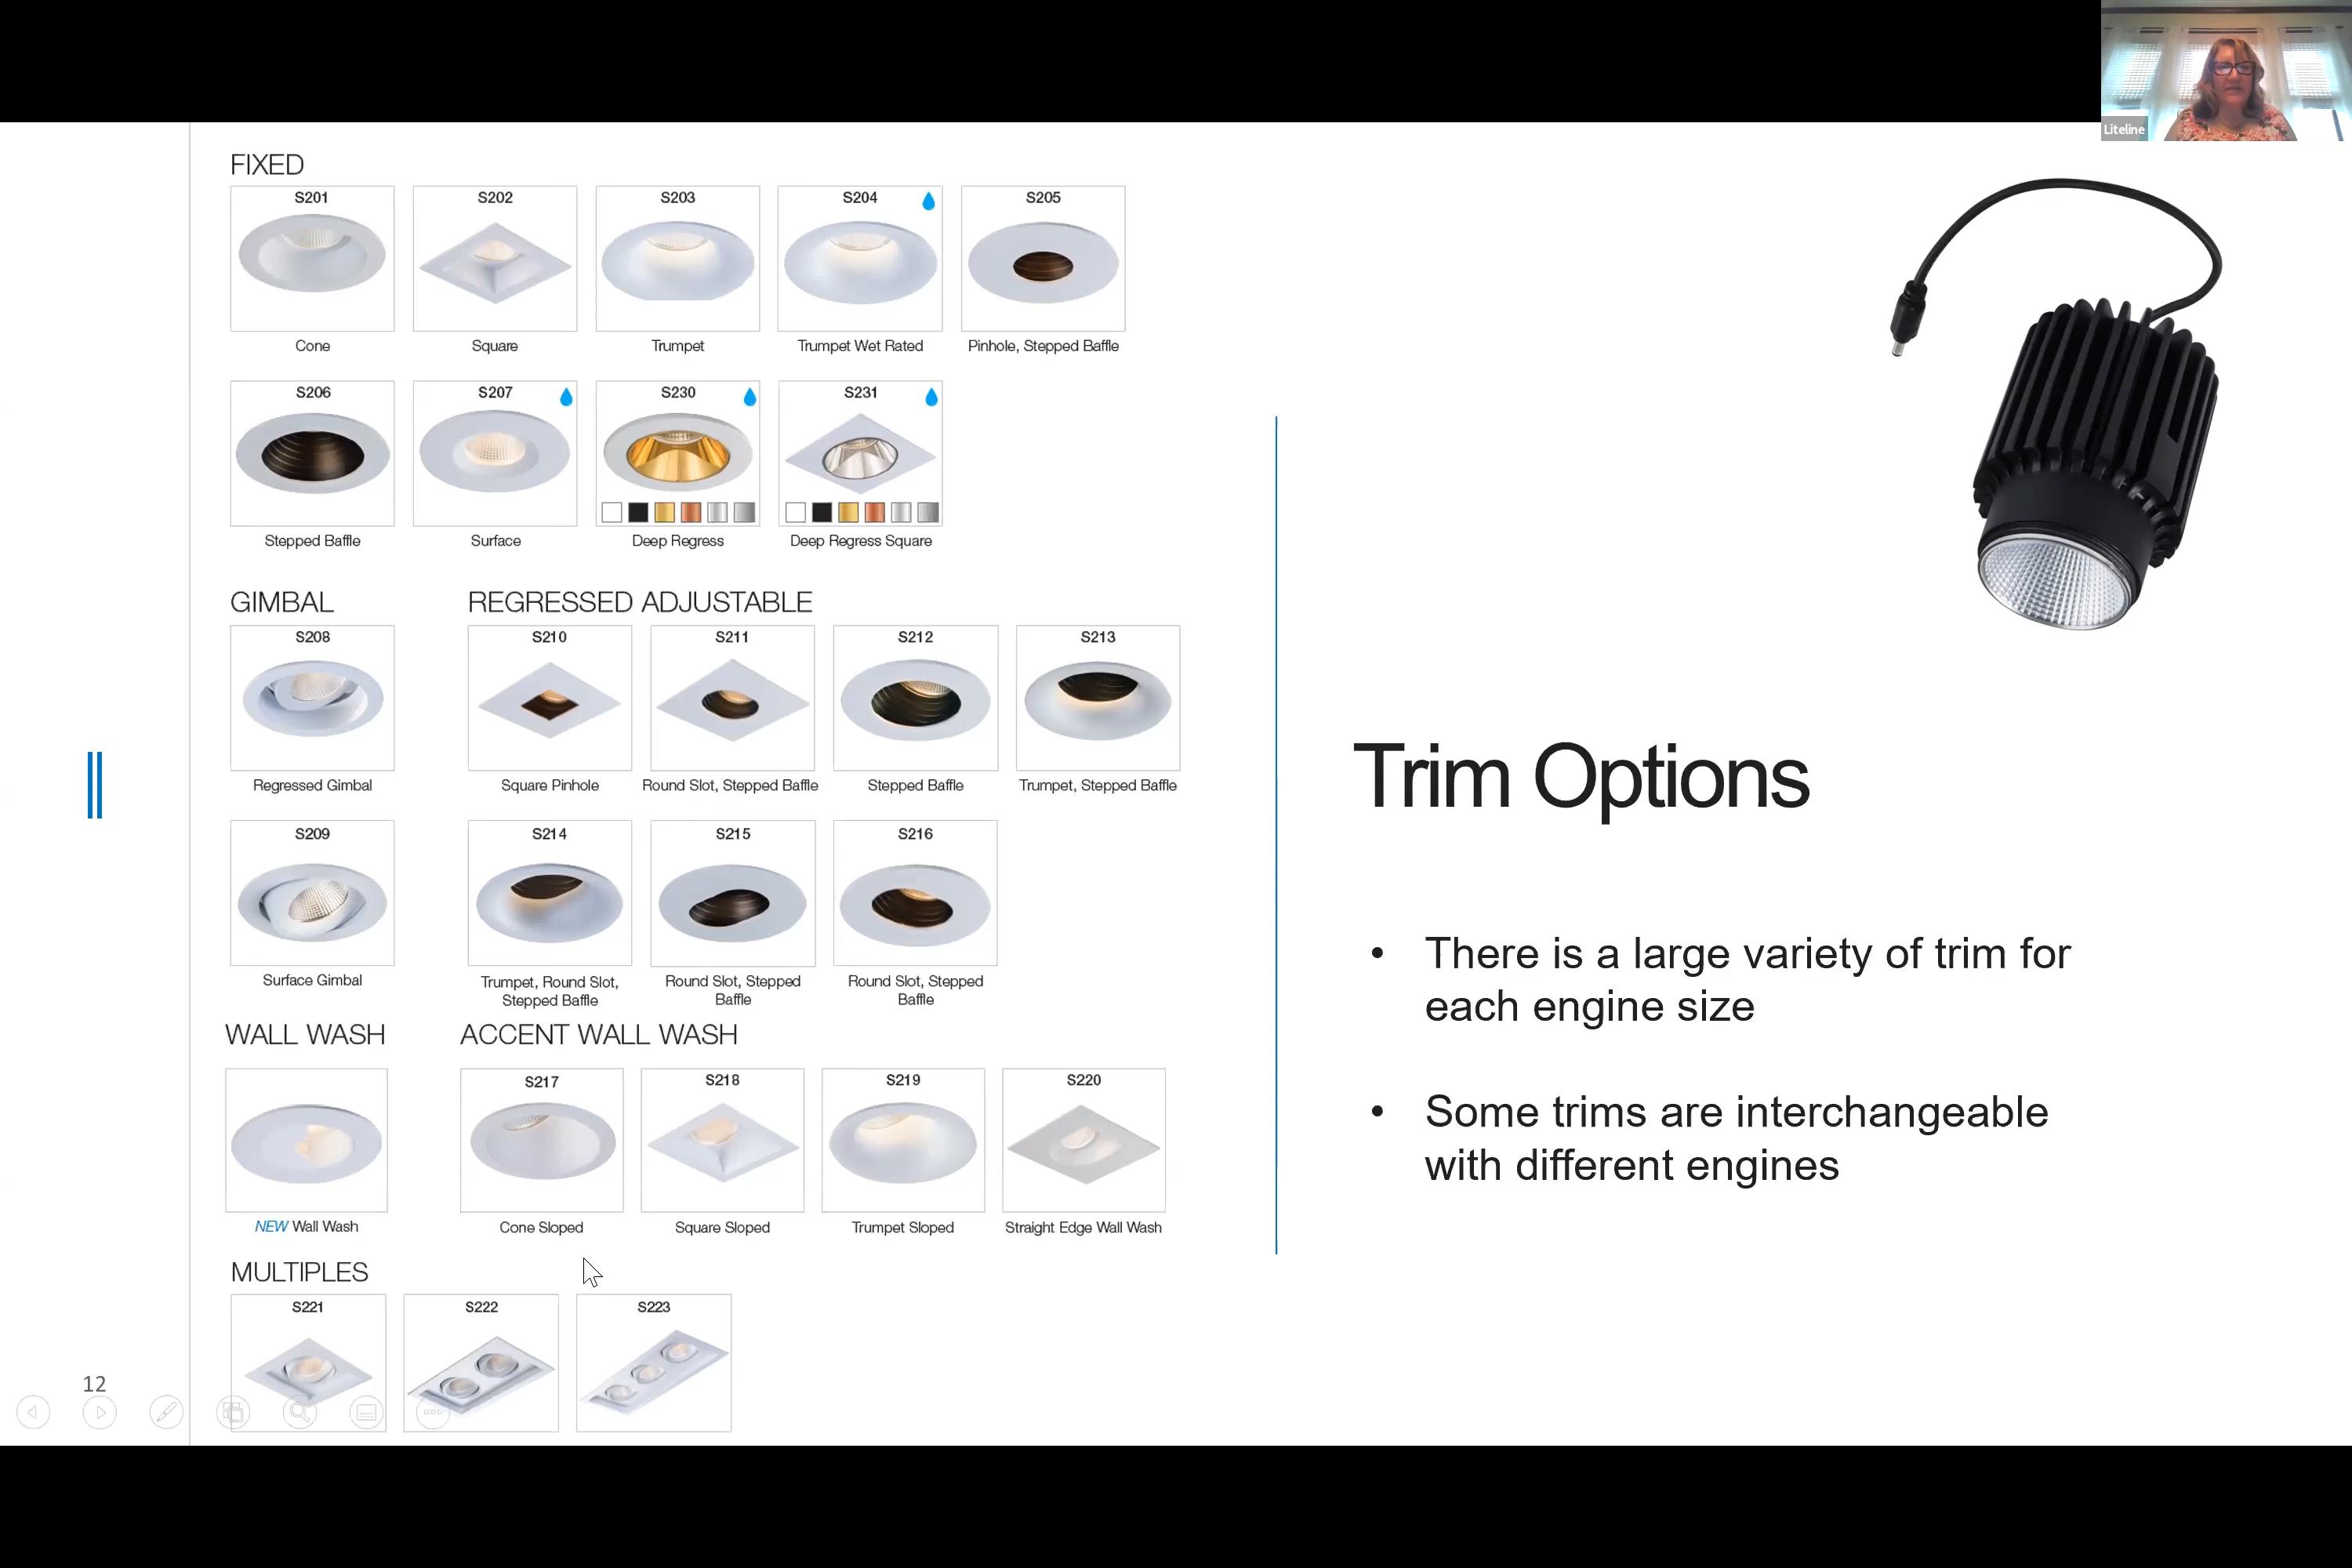 Liteline
FIXED
S201
S202
S203
S204
S205
Cone
Square
Trumpet
Trumpet Wet Rated
Pinhole, Stepped Baffle
S206
S207
S230
S231
Stepped Baffle
Surface
Deep Regress
Deep Regress Square
GIMBAL
REGRESSED ADJUSTABLE
S208
S210
S211
S212
S213
Regressed Gimbal
Square Pinhole
Round Slot, Stepped Baffle
Stepped Baffle
Trumpet, Stepped Baffle
S209
S214
S215
S216
Surface Gimbal
Trumpet, Round Slot,
Stepped Baffle
Round Slot, Stepped
Baffle
Round Slot, Stepped
Baffle
WALL WASH
ACCENT WALL WASH
S217
S218
S219
S220
NEW Wall Wash
Cone Sloped
Square Sloped
Trumpet Sloped
Straight Edge Wall Wash
MULTIPLES
S221
S222
S223
12
Trim Options
• There is a large variety of trim for
each engine size
• Some trims are interchangeable
with different engines